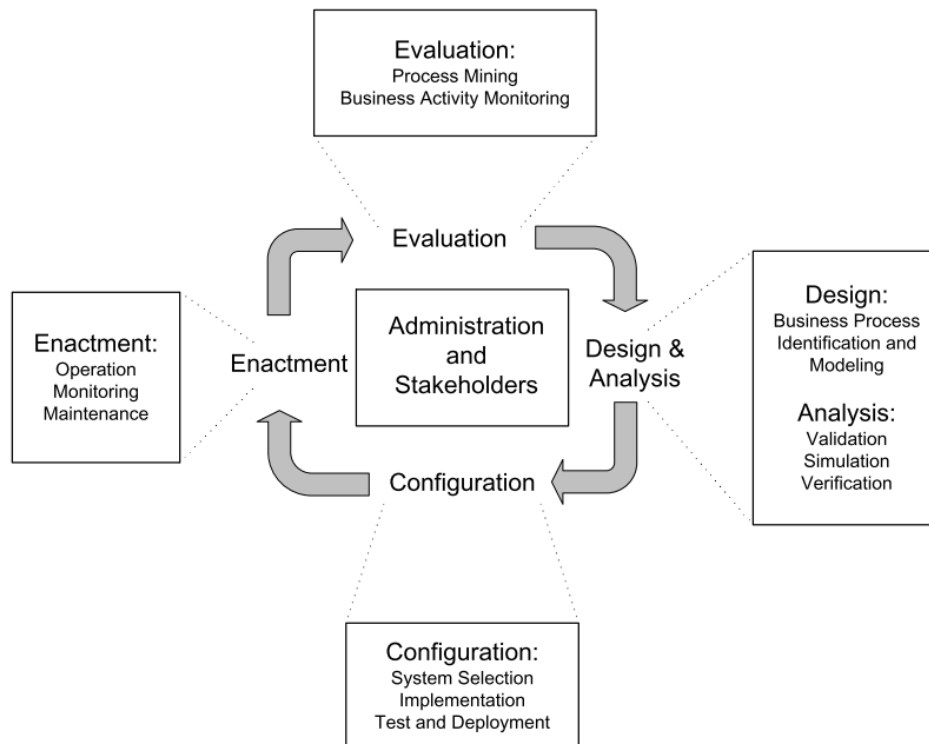 Evaluation:
Process Mining
Business Activity Monitoring
Evaluation
Administration
and
Stakeholders
Design &
Analysis
Design:
Business Process
Identification and
Modeling
Analysis:
Validation
Simulation
Verification
Enactment:
Operation
Monitoring
Maintenance
Enactment
Configuration
Configuration:
System Selection
Implementation
Test and Deployment